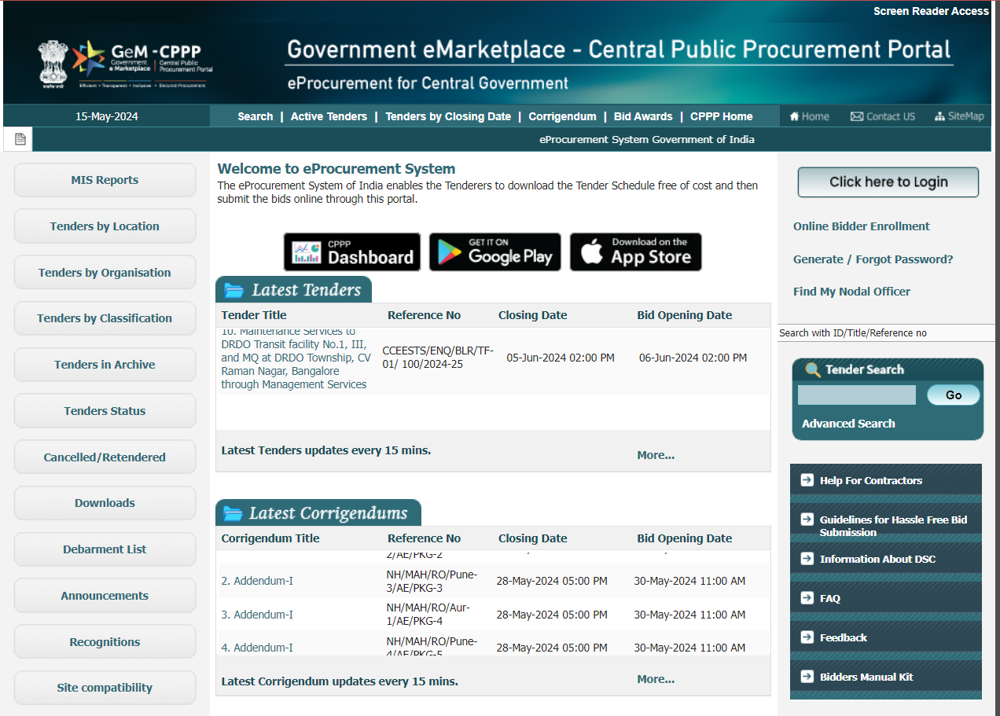 Screen Reader Access
GeM - CPPP
Government
e Marketplace
Central Public
Procurement Portal
Efficient • Transparent • Inclusive • Secured Procurement
सत्यमेव जयते
Government eMarketplace - Central Public Procurement Portal
eProcurement for Central Government
15-May-2024
Search | Active Tenders | Tenders by Closing Date | Corrigendum | Bid Awards | CPPP Home
Home
Contact US
SiteMap
eProcurement System Government of India
MIS Reports
Tenders by Location
Tenders by Organisation
Tenders by Classification
Tenders in Archive
Tenders Status
Cancelled/Retendered
Downloads
Debarment List
Announcements
Recognitions
Site compatibility
Welcome to eProcurement System
The eProcurement System of India enables the Tenderers to download the Tender Schedule free of cost and then
submit the bids online through this portal.
CPPP
Dashboard
GET IT ON
Google Play
Download on the
App Store
Latest Tenders
Tender Title Reference No Closing Date Bid Opening Date
10. Maintenance Services to
DRDO Transit facility No.1, III,
and MQ at DRDO Township, CV
Raman Nagar, Bangalore
through Management Services
CCEESTS/ENQ/BLR/TF-
01/ 100/2024-25
05-Jun-2024 02:00 PM
06-Jun-2024 02:00 PM
Latest Tenders updates every 15 mins.
More...
Latest Corrigendums
Corrigendum Title Reference No Closing Date Bid Opening Date
2/AE/PKG-2
2. Addendum-I
NH/MAH/RO/Pune-
3/AE/PKG-3
28-May-2024 05:00 PM
30-May-2024 11:00 AM
3. Addendum-I
NH/MAH/RO/Aur-
1/AE/PKG-4
28-May-2024 05:00 PM
30-May-2024 11:00 AM
4. Addendum-I
NH/MAH/RO/Pune-
4/AE/PKG-5
28-May-2024 05:00 PM
30-May-2024 11:00 AM
Latest Corrigendum updates every 15 mins.
More...
Click here to Login
Online Bidder Enrollment
Generate / Forgot Password?
Find My Nodal Officer
Search with ID/Title/Reference no
Tender Search
Go
Advanced Search
Help For Contractors
Guidelines for Hassle Free Bid
Submission
Information About DSC
FAQ
Feedback
Bidders Manual Kit